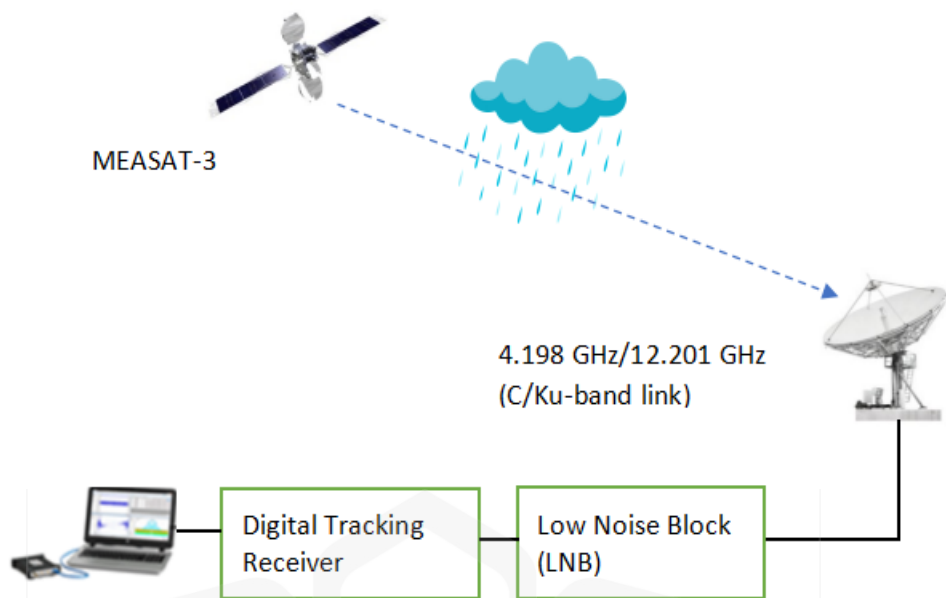 MEASAT-3
4.198 GHz/12.201 GHz
(C/Ku-band link)
Digital Tracking
Receiver
Low Noise Block
(LNB)